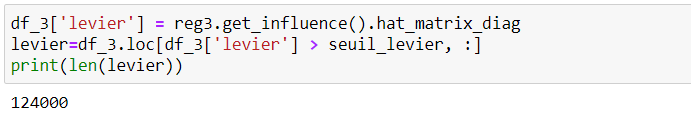 df_3['levier'] = reg3.get_influence().hat_matrix_diag
levier=df_3.loc[df_3['levier'] > seuil_levier, :]
print(len(levier))
124000